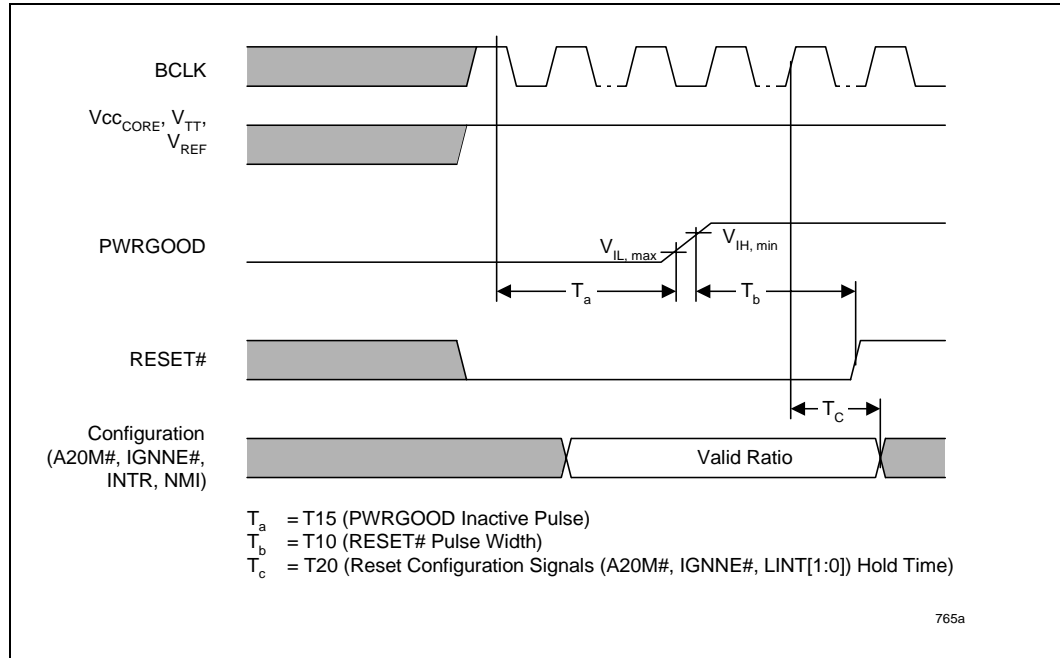 BCLK
VccCORE, VTT,
VREF
PWRGOOD
VIL, max
VIH, min
Ta
Tb
RESET#
TC
Configuration
(A20M#, IGNNE#,
INTR, NMI)
Valid Ratio
Ta = T15 (PWRGOOD Inactive Pulse)
Tb = T10 (RESET# Pulse Width)
Tc = T20 (Reset Configuration Signals (A20M#, IGNNE#, LINT[1:0]) Hold Time)
765a